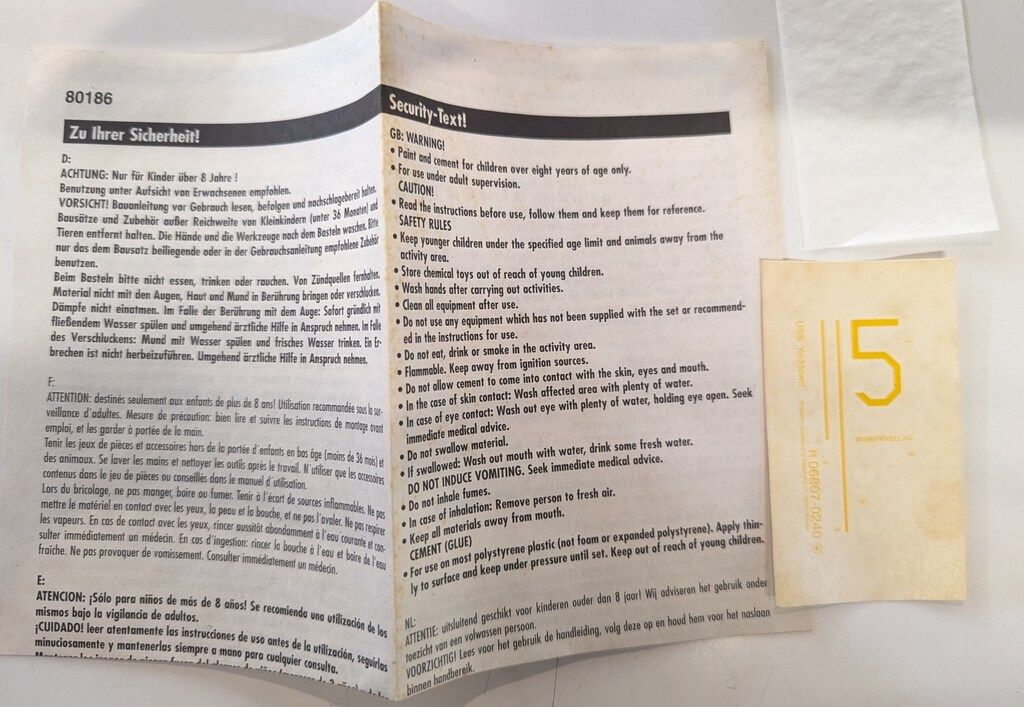 80186
Zu Ihrer Sicherheit!
D:
ACHTUNG: Nur für Kinder über 8 Jahre !
Benutzung unter Aufsicht von Erwachsenen empfohlen.
VORSICHT! Bauanleitung vor Gebrauch lesen, befolgen und nachschlagebereit halten.
Bausätze und Zubehör außer Reichweite von Kleinkindern (unter 36 Monaten) und
Tieren entfernt halten. Die Hände und die Werkzeuge nach dem Basteln waschen. Bitte
nur das dem Bausatz beiliegende oder in der Gebrauchsanleitung empfohlene Zubehör
benutzen.
Beim Basteln bitte nicht essen, trinken oder rauchen. Von Zündquellen fernhalten.
Material nicht mit den Augen, Haut und Mund in Berührung bringen oder verschlucken.
Dämpfe nicht einatmen. Im Falle der Berührung mit dem Auge: Sofort gründlich mit
fließendem Wasser spülen und umgehend ärztliche Hilfe in Anspruch nehmen. Im Falle
des Verschluckens: Mund mit Wasser spülen und frisches Wasser trinken. Ein Er-
brechen ist nicht herbeizuführen. Umgehend ärztliche Hilfe in Anspruch nehmen.
F:
ATTENTION: destinés seulement aux enfants de plus de 8 ans! Utilisation recommandée sous la sur-
veillance d'adultes. Mesure de précaution: bien lire et suivre les instructions de montage avant
emploi, et les garder à portée de la main.
Tenir les jeux de pièces et accessoires hors de la portée d'enfants en bas âge (moins de 36 mois) et
des animaux. Se laver les mains et nettoyer les outils après le travail. N'utiliser que les accessoires
contenus dans le jeu de pièces ou conseillés dans le manuel d'utilisation.
Lors du bricolage, ne pas manger, boire ou fumer. Tenir à l'écart de sources inflammables. Ne pas
mettre le matériel en contact avec les yeux, la peau et la bouche, et ne pas l'avaler. Ne pas respirer
les vapeurs. En cas de contact avec les yeux, rincer aussitôt abondamment à l'eau courante et con-
sulter immédiatement un médecin. En cas d'ingestion: rincer la bouche à l'eau et boire de l'eau
fraîche. Ne pas provoquer de vomissement. Consulter immédiatement un médecin.
E:
ATENCION: ¡Sólo para niños de más de 8 años! Se recomienda una utilización de los
mismos bajo la vigilancia de adultos.
¡CUIDADO! leer atentamente las instrucciones de uso antes de la utilización, seguirlas
minuciosamente y mantenerlas siempre a mano para cualquier consulta.
Security-Text!
GB: WARNING!
• Paint and cement for children over eight years of age only.
• For use under adult supervision.
CAUTION!
• Read the instructions before use, follow them and keep them for reference.
SAFETY RULES
• Keep younger children under the specified age limit and animals away from the
activity area.
• Store chemical toys out of reach of young children.
• Wash hands after carrying out activities.
• Clean all equipment after use.
• Do not use any equipment which has not been supplied with the set or recommend-
ed in the instructions for use.
• Do not eat, drink or smoke in the activity area.
• Flammable. Keep away from ignition sources.
• Do not allow cement to come into contact with the skin, eyes and mouth.
• In the case of skin contact: Wash affected area with plenty of water.
• In case of eye contact: Wash out eye with plenty of water, holding eye open. Seek
immediate medical advice.
• Do not swallow material.
• If swallowed: Wash out mouth with water, drink some fresh water.
DO NOT INDUCE VOMITING. Seek immediate medical advice.
• Do not inhale fumes.
• In case of inhalation: Remove person to fresh air.
• Keep all materials away from mouth.
CEMENT (GLUE)
• For use on most polystyrene plastic (not foam or expanded polystyrene). Apply thin-
ly to surface and keep under pressure until set. Keep out of reach of young children.
NL:
ATTENTIE: uitsluitend geschikt voor kinderen ouder dan 8 jaar! Wij adviseren het gebruik onder
toezicht van een volwassen persoon.
VOORZICHTIG! Lees voor het gebruik de handleiding, volg deze op en houd hem voor het naslaan
binnen handbereik.
5
USS Yorktown
REVELL AG
R 06807-0240